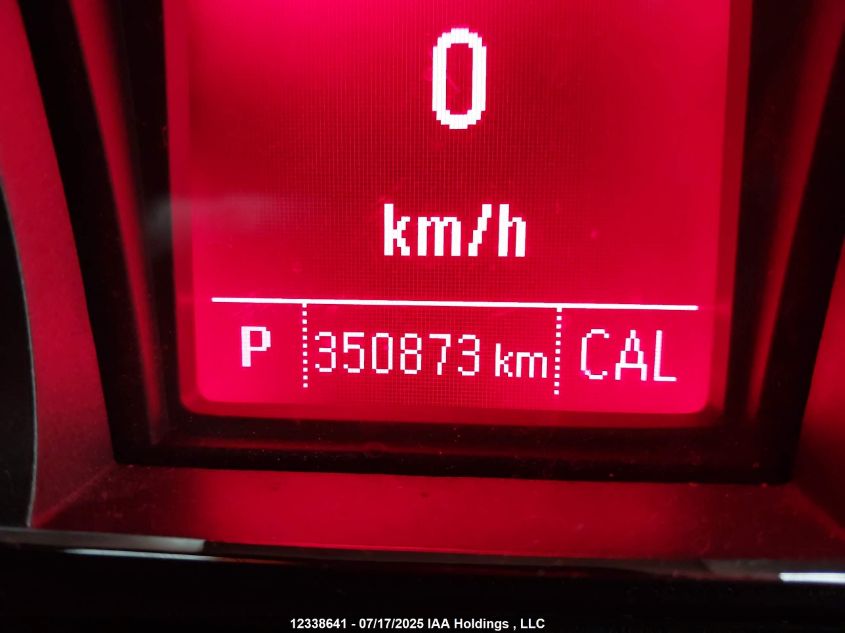 0
km/h
P 350873 km CAL
12338641 - 07/17/2025 IAA Holdings , LLC